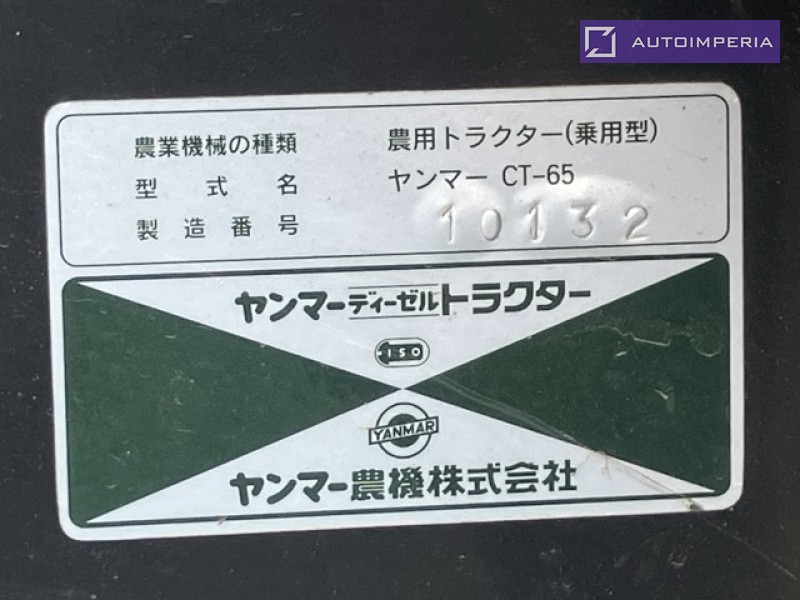 AUTOIMPERIA
農業機械の種類 農用トラクター(乗用型)
型式名 ヤンマー CT-65
製造番号 10132
ヤンマーディーゼルトラクター
ISO
YANMAR
ヤンマー農機株式会社